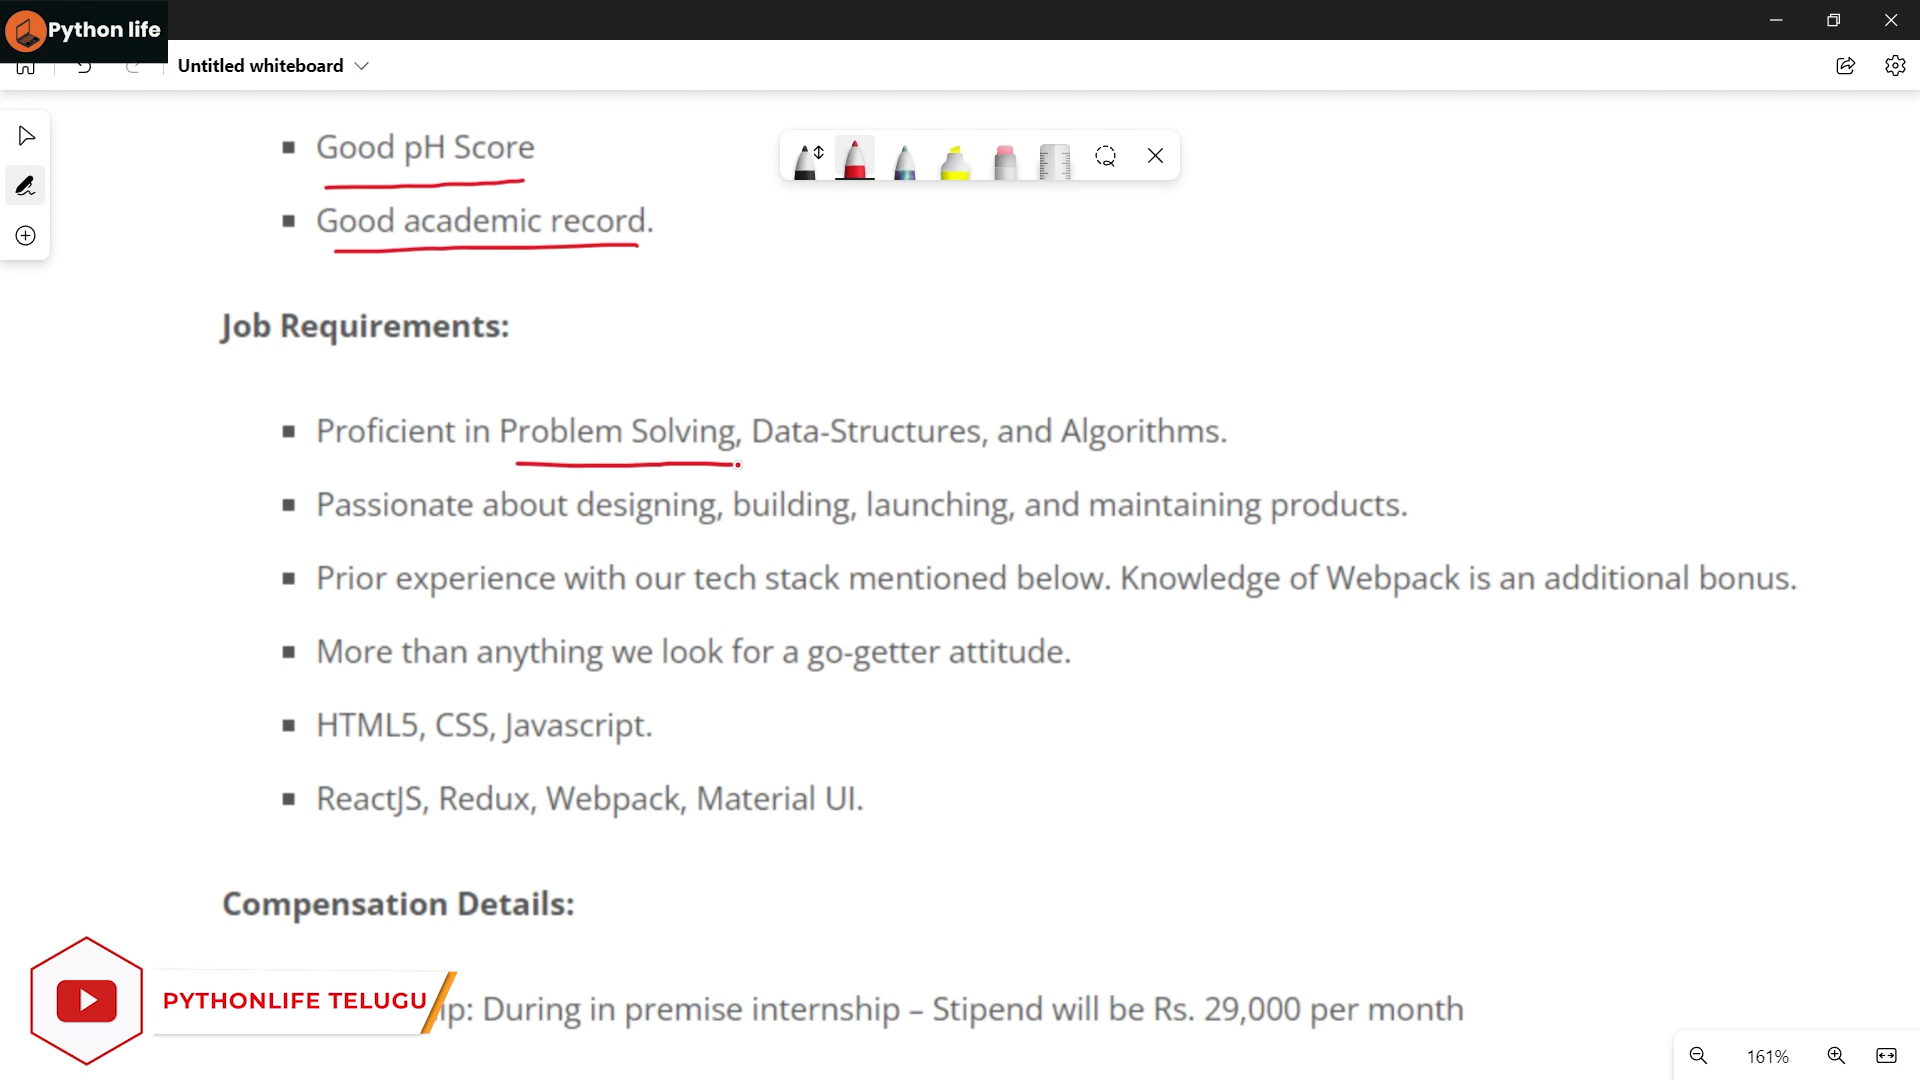 Python life
Untitled whiteboard
Good pH Score
Good academic record.
Job Requirements:
Proficient in Problem Solving, Data-Structures, and Algorithms.
Passionate about designing, building, launching, and maintaining products.
Prior experience with our tech stack mentioned below. Knowledge of Webpack is an additional bonus.
More than anything we look for a go-getter attitude.
HTML5, CSS, Javascript.
ReactJS, Redux, Webpack, Material UI.
Compensation Details:
PYTHONLIFE TELUGU
ip: During in premise internship – Stipend will be Rs. 29,000 per month
161%